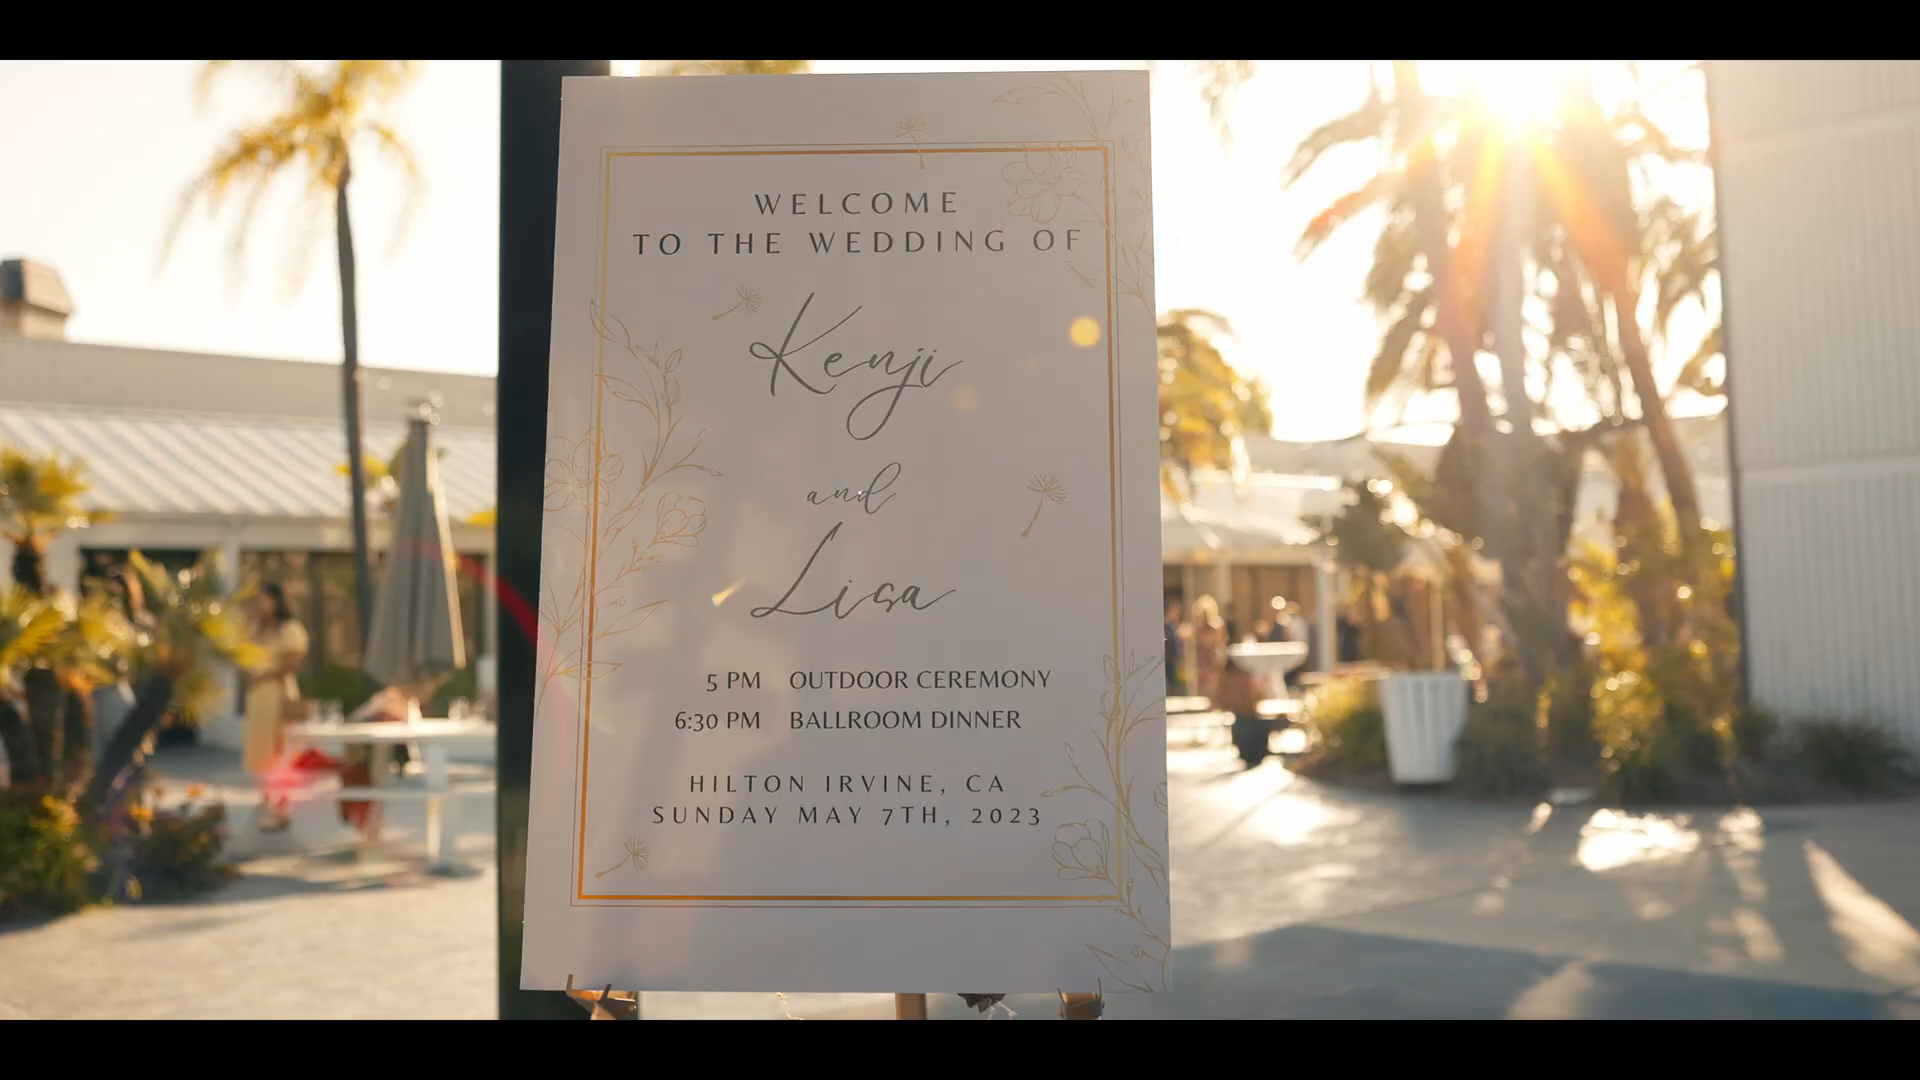 WELCOME
TO THE WEDDING OF
Kenji
and
Lisa
5 PM OUTDOOR CEREMONY
6:30 PM BALLROOM DINNER
HILTON IRVINE, CA
SUNDAY MAY 7TH, 2023